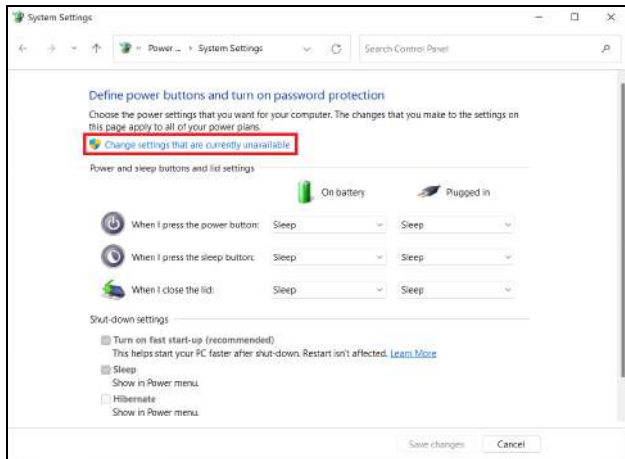 System Settings
« Power ... › System Settings
Search Control Panel
Define power buttons and turn on password protection
Choose the power settings that you want for your computer. The changes that you make to the settings on
this page apply to all of your power plans.
Change settings that are currently unavailable
Power and sleep buttons and lid settings
On battery Plugged in
When I press the power button: Sleep Sleep
When I press the sleep button: Sleep Sleep
When I close the lid: Sleep Sleep
Shut-down settings
Turn on fast start-up (recommended)
This helps start your PC faster after shut-down. Restart isn't affected. Learn More
Sleep
Show in Power menu.
Hibernate
Show in Power menu.
Save changes Cancel